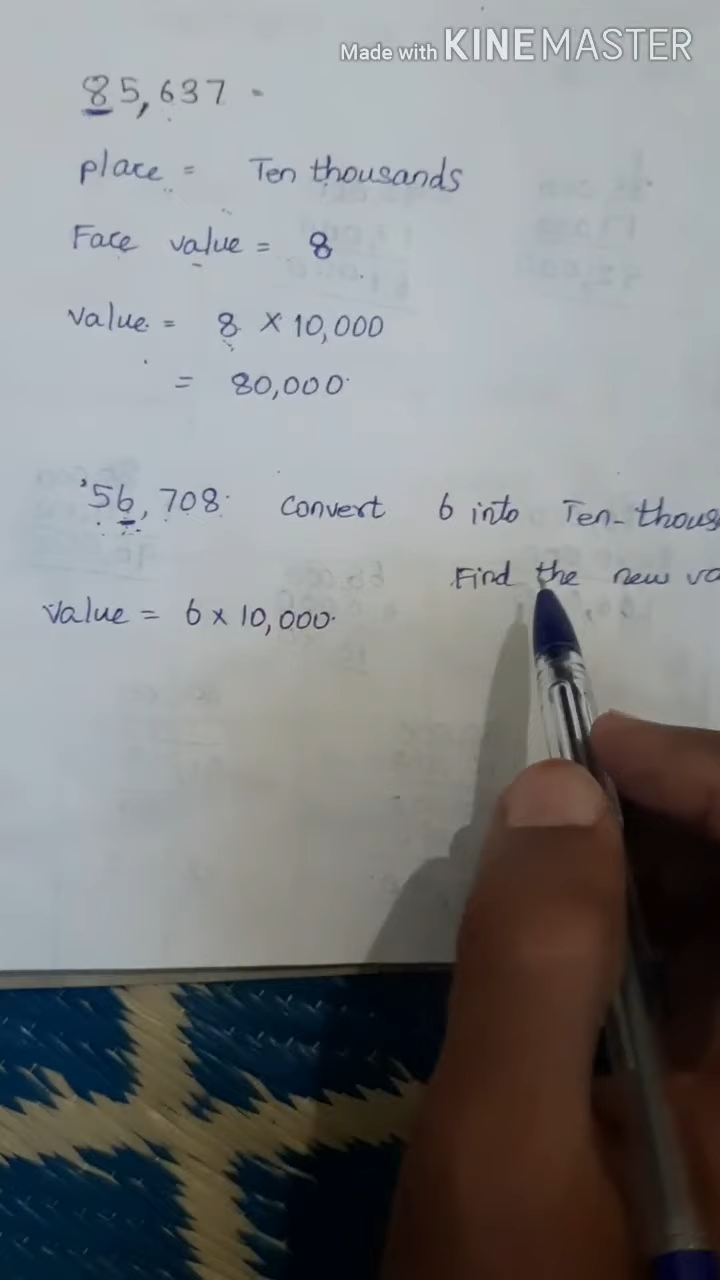 Made with KINEMASTER
85,637
place = Ten thousands
Face value = 8
value = 8 × 10,000
= 80,000
56,708 convert 6 into Ten-
Find the new
value = 6 × 10,000